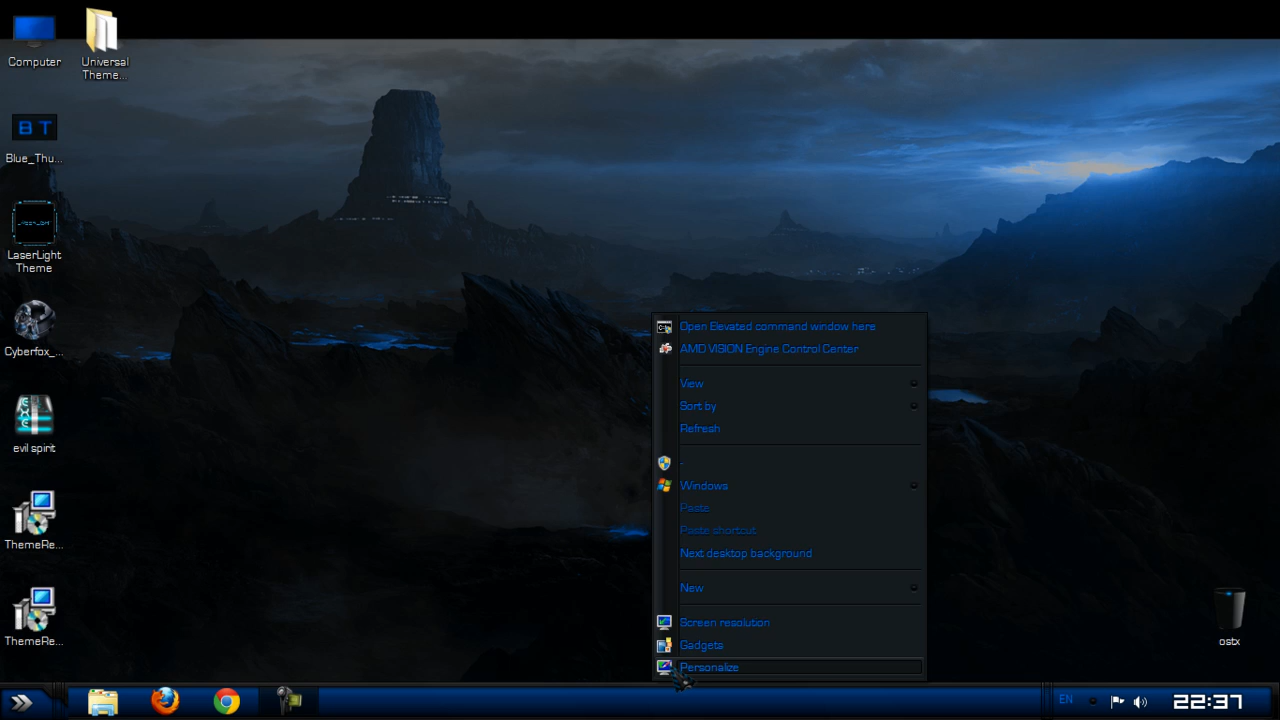 Computer
Universal
Theme...
BT
Blue_Thu...
LaserLight
Theme
Cyberfox_...
evil spirit
ThemeRe...
ThemeRe...
Open Elevated command window here
AMD VISION Engine Control Center
View
Sort by
Refresh
-
Windows
Paste
Paste shortcut
Next desktop background
New
Screen resolution
Gadgets
Personalize
ostx
EN
22:37